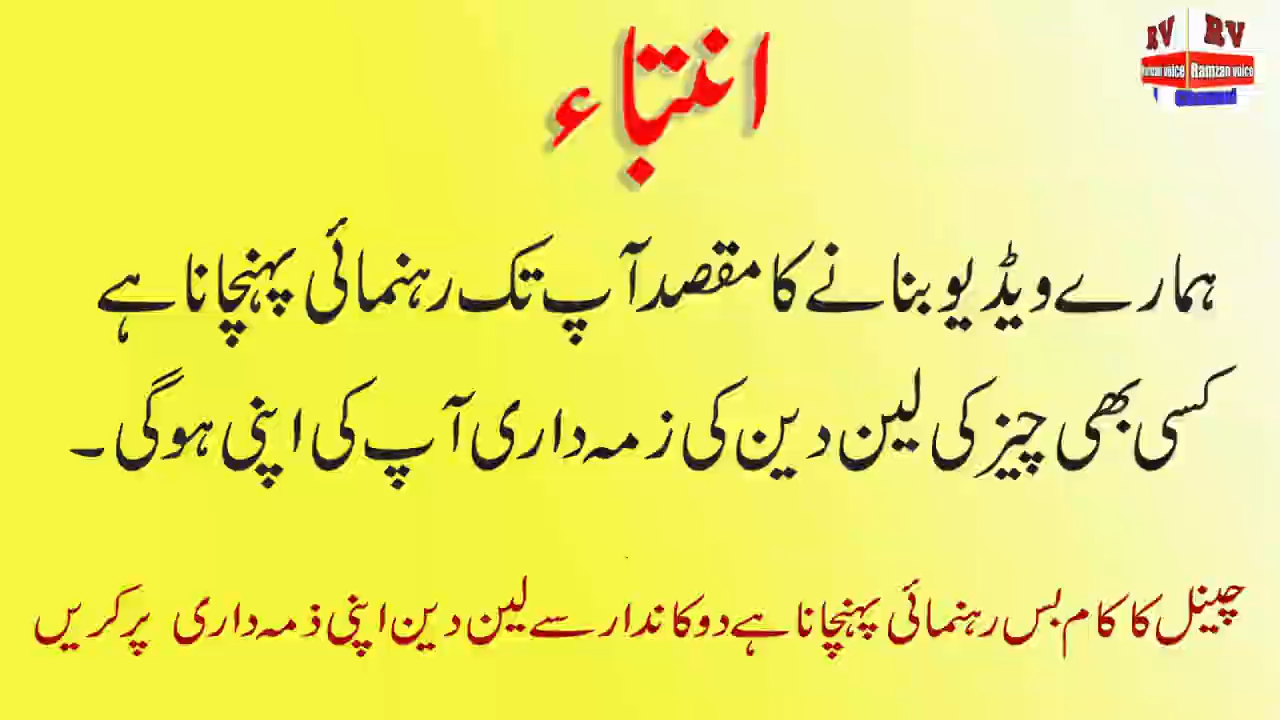 انتباء
RV RV
Ramzan voice Ramzan voice
ہمارے ویڈیو بنانے کا مقصد آپ تک رہنمائی پہنچانا ہے
کسی بھی چیز کی لین دین کی زمہ داری آپ کی اپنی ہوگی۔
چینل کا کام بس رہنمائی پہنچانا ہے دوکاندار سے لین دین اپنی ذمہ داری پر کریں